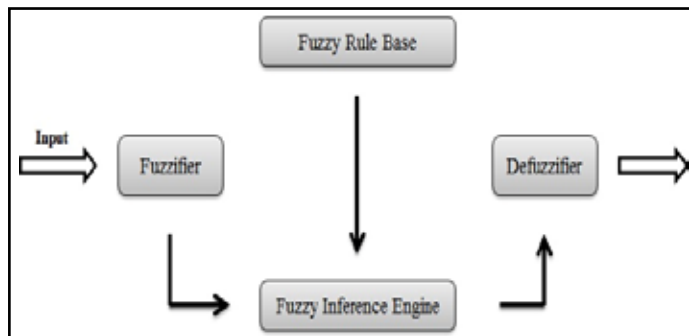 Fuzzy Rule Base
Input
Fuzzifier
Defuzzifier
Fuzzy Inference Engine